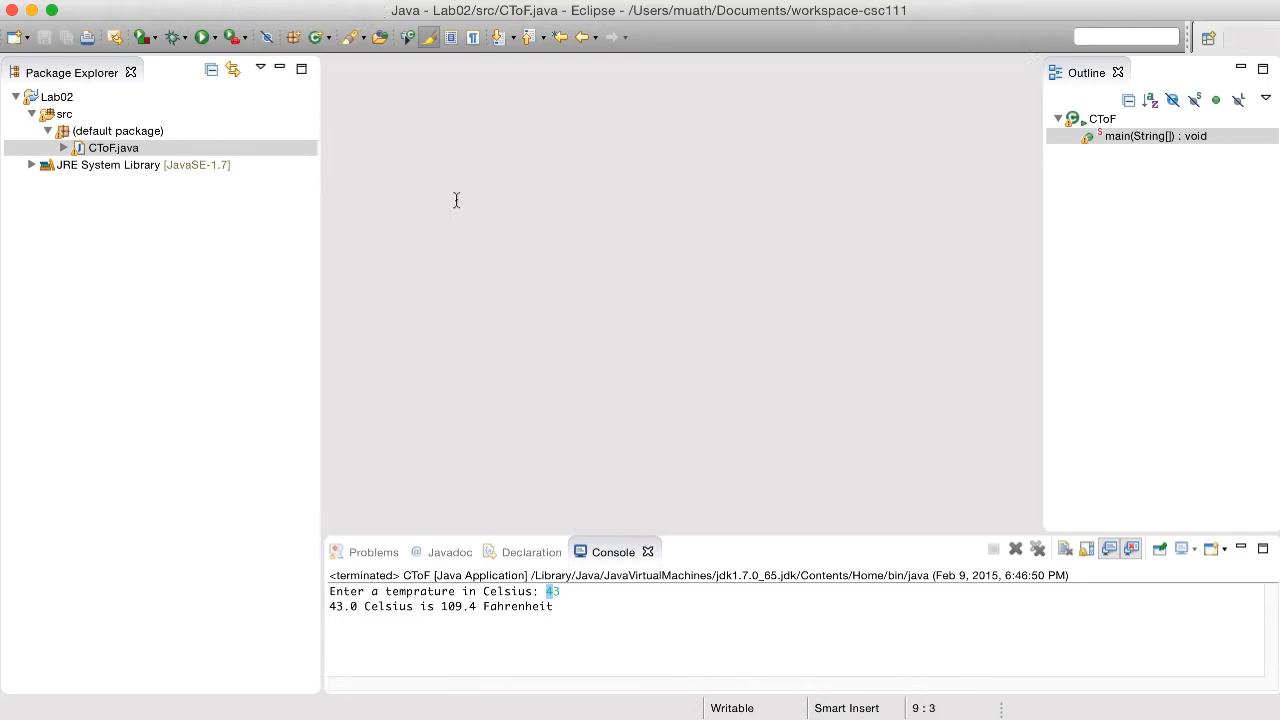 Java - Lab02/src/CToF.java - Eclipse - /Users/muath/Documents/workspace-csc111
Package Explorer
Lab02
src
(default package)
CToF.java
JRE System Library [JavaSE-1.7]
Outline
CToF
main(String[]) : void
Problems @ Javadoc Declaration Console
<terminated> CToF [Java Application] /Library/Java/JavaVirtualMachines/jdk1.7.0_65.jdk/Contents/Home/bin/java (Feb 9, 2015, 6:46:50 PM)
Enter a temprature in Celsius: 43
43.0 Celsius is 109.4 Fahrenheit
Writable Smart Insert 9 : 3